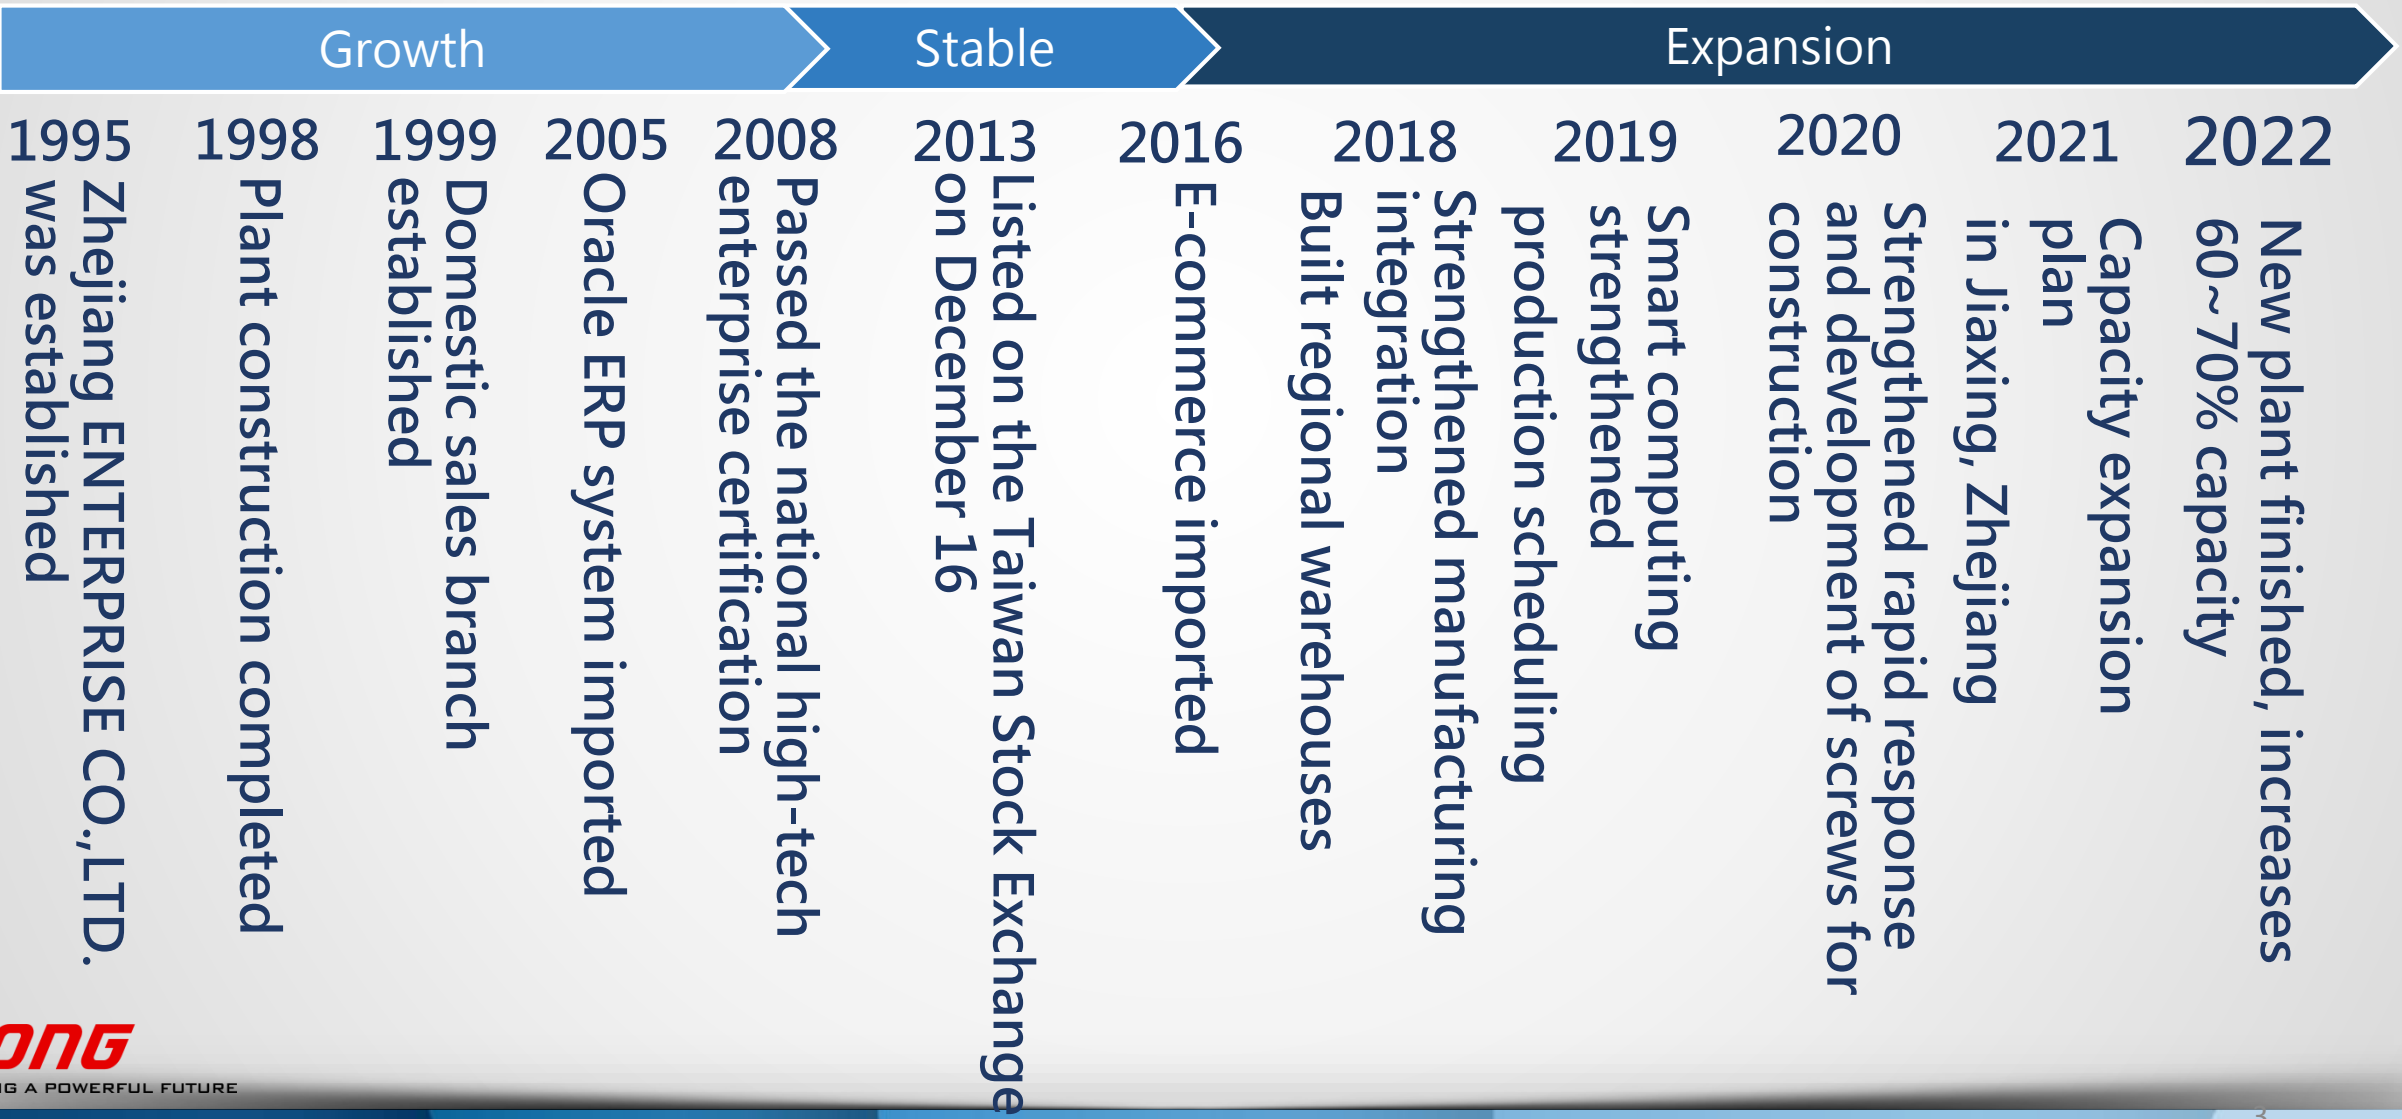 Growth
Stable
Expansion
1995
Zhejiang ENTERPRISE CO.,LTD.
was established
1998
Plant construction completed
1999
Domestic sales branch
established
2005
Oracle ERP system imported
2008
Passed the national high-tech
enterprise certification
2013
Listed on the Taiwan Stock Exchange
on December 16
2016
E-commerce imported
2018
Strengthened manufacturing
integration
Built regional warehouses
2019
Smart computing
strengthened
production scheduling
2020
Strengthened rapid response
and development of screws for
construction
2021
Capacity expansion
plan
in Jiaxing, Zhejiang
2022
New plant finished, increases
60~70% capacity
ONG
A POWERFUL FUTURE